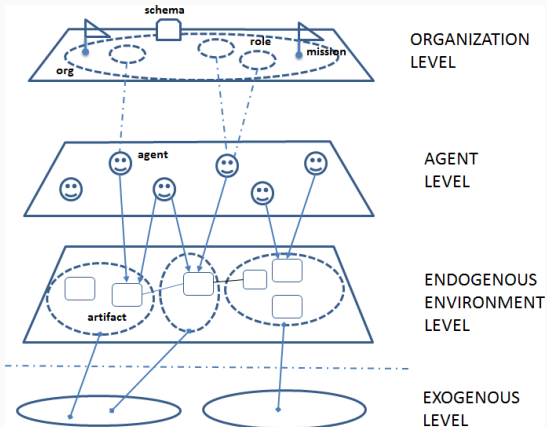 schema
role
mission
org
ORGANIZATION
LEVEL
agent
AGENT
LEVEL
artifact
ENDOGENOUS
ENVIRONMENT
LEVEL
EXOGENOUS
LEVEL